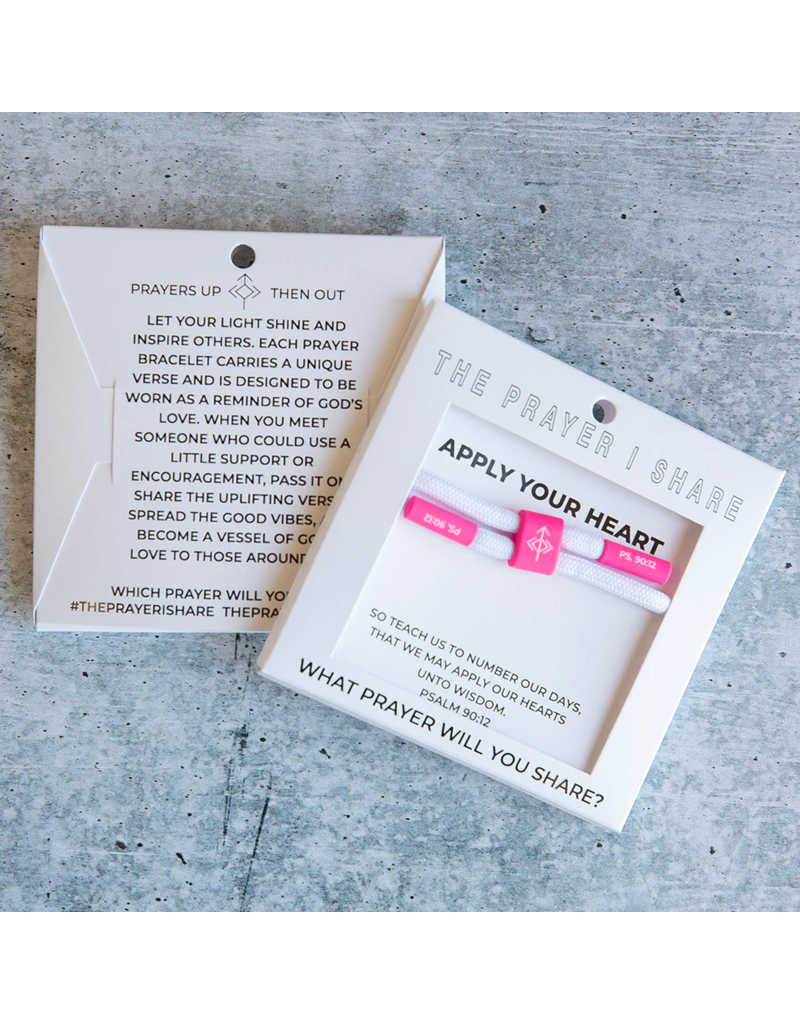 PRAYERS UP THEN OUT
LET YOUR LIGHT SHINE AND
INSPIRE OTHERS. EACH PRAYER
BRACELET CARRIES A UNIQUE
VERSE AND IS DESIGNED TO BE
WORN AS A REMINDER OF GOD'S
LOVE. WHEN YOU MEET
SOMEONE WHO COULD USE A
LITTLE SUPPORT OR
ENCOURAGEMENT, PASS IT ON
SHARE THE UPLIFTING
SPREAD THE GOOD VIBES,
BECOME A VESSEL OF
LOVE TO THOSE
WHICH PRAYER WILL
#THEPRAYERISHARE
THE PRAYER I SHARE
APPLY YOUR HEART
PS. 90:12
PS. 90:12
SO TEACH US TO NUMBER OUR DAYS,
THAT WE MAY APPLY OUR HEARTS
UNTO WISDOM.
PSALM 90:12
WHAT PRAYER WILL YOU SHARE?